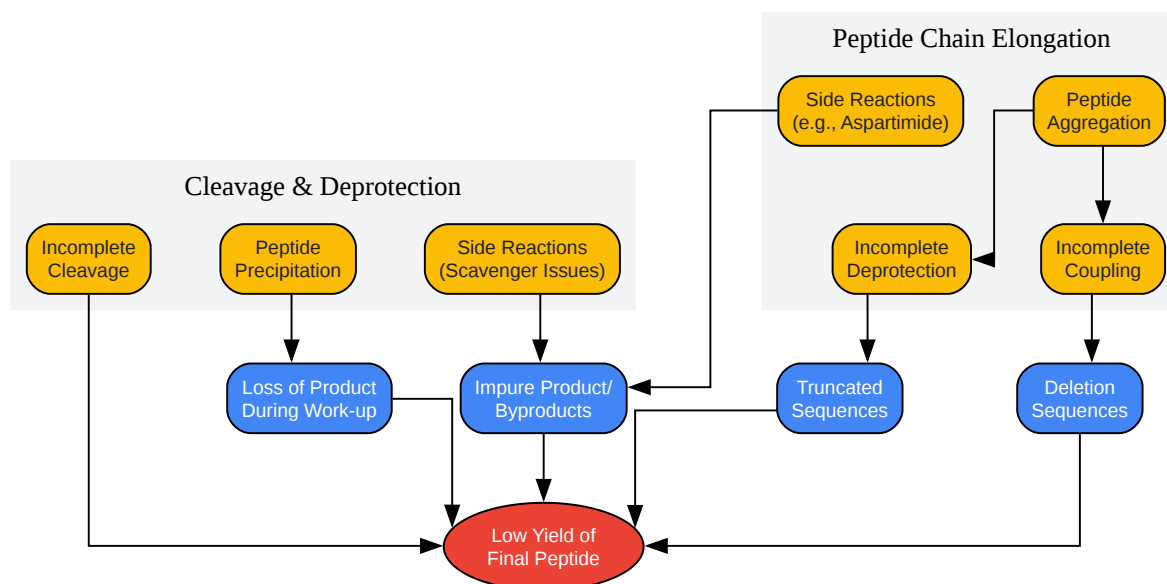 Peptide Chain Elongation
Side Reactions
(e.g., Aspartimide)
Peptide
Aggregation
Cleavage & Deprotection
Incomplete
Cleavage
Peptide
Precipitation
Side Reactions
(Scavenger Issues)
Incomplete
Deprotection
Incomplete
Coupling
Loss of Product
During Work-up
Impure Product/
Byproducts
Truncated
Sequences
Deletion
Sequences
Low Yield of
Final Peptide